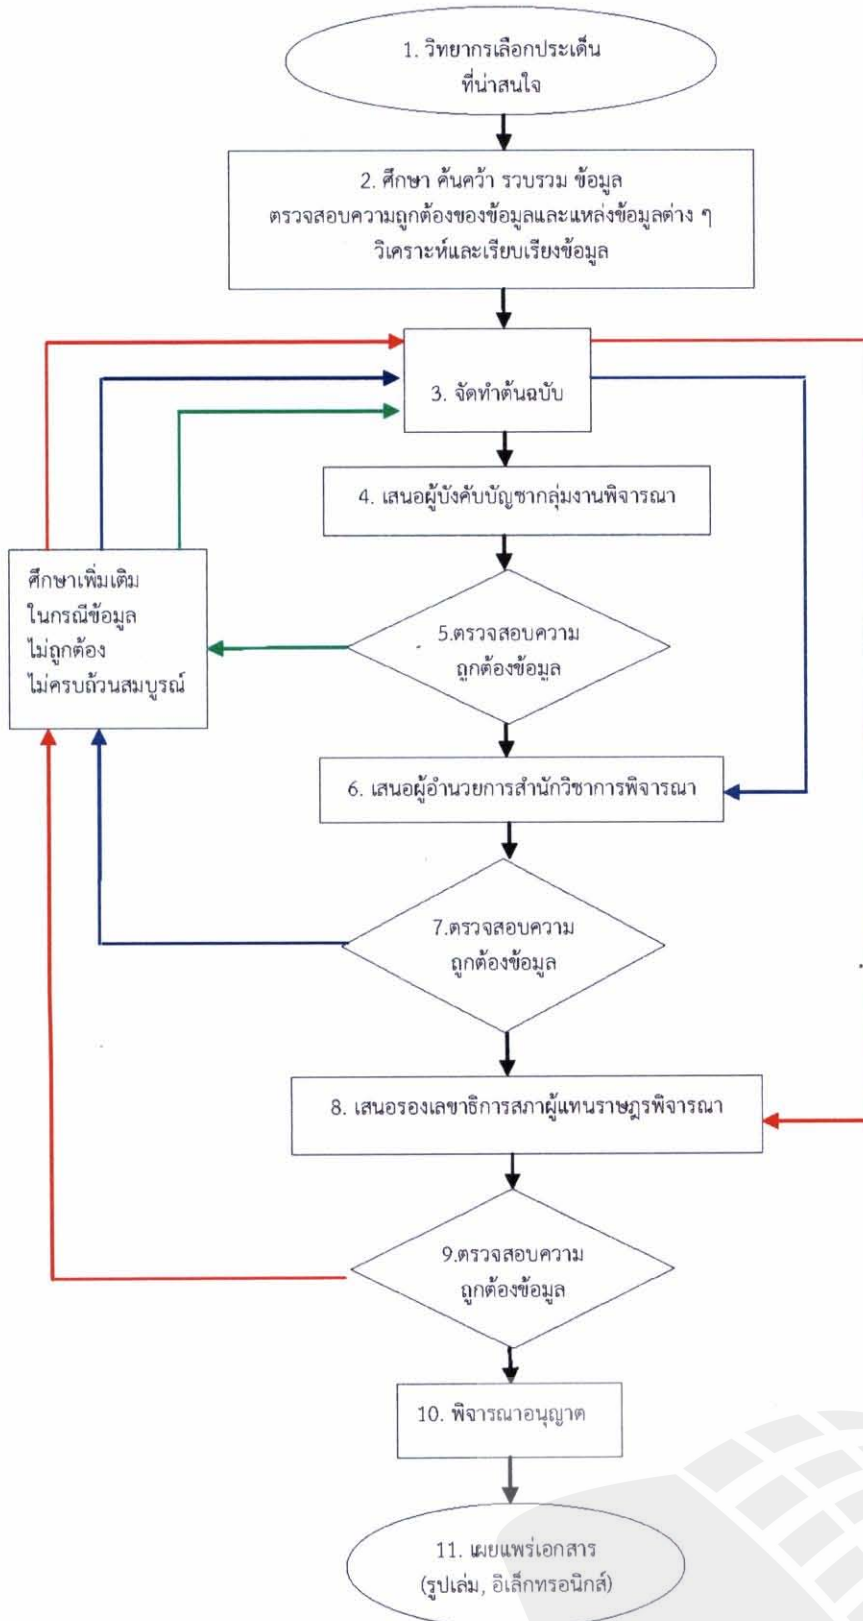 1. วิทยากรเลือกประเด็น
ที่น่าสนใจ
2. ศึกษา ค้นคว้า รวบรวม ข้อมูล
ตรวจสอบความถูกต้องของข้อมูลและแหล่งข้อมูลต่าง ๆ
วิเคราะห์และเรียบเรียงข้อมูล
3. จัดทำต้นฉบับ
4. เสนอผู้บังคับบัญชากลุ่มงานพิจารณา
ศึกษาเพิ่มเติม
ในกรณีข้อมูล
ไม่ถูกต้อง
ไม่ครบถ้วนสมบูรณ์
5.ตรวจสอบความ
ถูกต้องข้อมูล
6. เสนอผู้อำนวยการสำนักวิชาการพิจารณา
7.ตรวจสอบความ
ถูกต้องข้อมูล
8. เสนอรองเลขาธิการสภาผู้แทนราษฎรพิจารณา
9.ตรวจสอบความ
ถูกต้องข้อมูล
10. พิจารณาอนุญาต
11. เผยแพร่เอกสาร
(รูปเล่ม, อิเล็กทรอนิกส์)